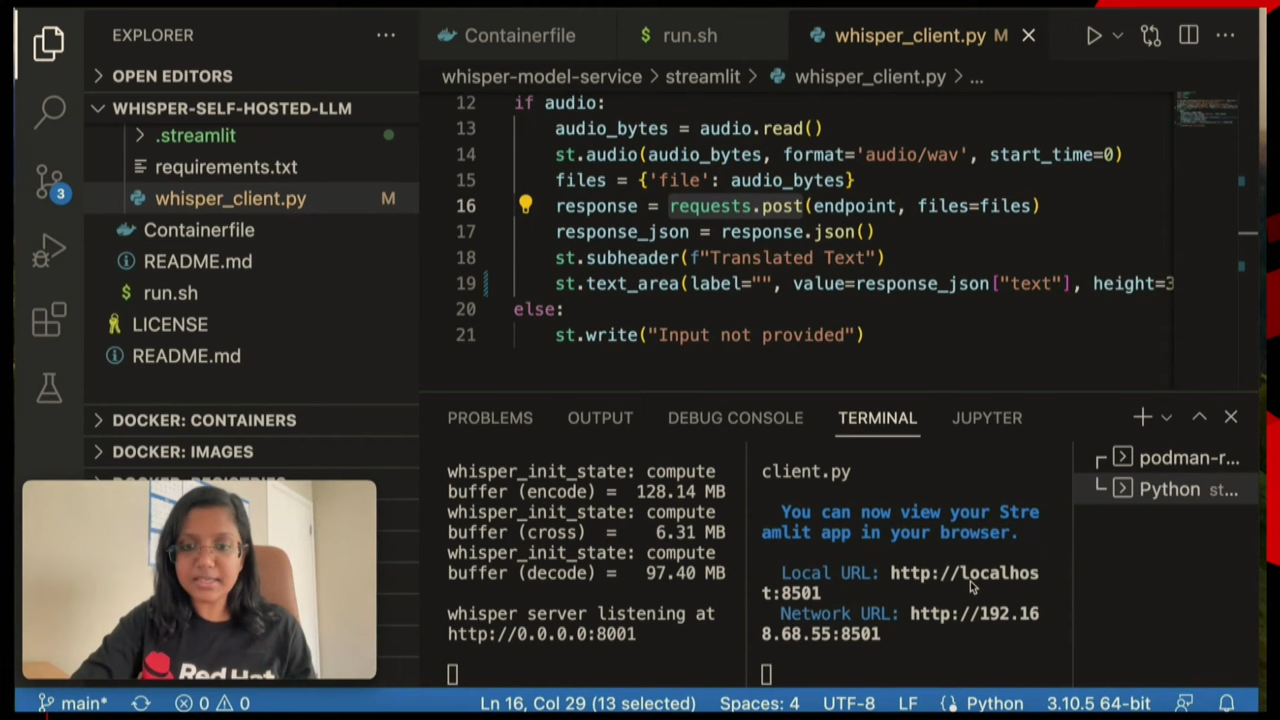 EXPLORER
OPEN EDITORS
WHISPER-SELF-HOSTED-LLM
.streamlit
requirements.txt
whisper_client.py M
Containerfile
README.md
$ run.sh
LICENSE
README.md
DOCKER: CONTAINERS
DOCKER: IMAGES
Containerfile
$ run.sh
whisper_client.py M
whisper-model-service > streamlit > whisper_client.py > ...
12 if audio:
13 audio_bytes = audio.read()
14 st.audio(audio_bytes, format='audio/wav', start_time=0)
15 files = {'file': audio_bytes}
16 response = requests.post(endpoint, files=files)
17 response_json = response.json()
18 st.subheader(f"Translated Text")
19 st.text_area(label="", value=response_json["text"], height=3
20 else:
21 st.write("Input not provided")
PROBLEMS OUTPUT DEBUG CONSOLE TERMINAL JUPYTER
whisper_init_state: compute
buffer (encode) = 128.14 MB
whisper_init_state: compute
buffer (cross) = 6.31 MB
whisper_init_state: compute
buffer (decode) = 97.40 MB
whisper server listening at
http://0.0.0.0:8001
client.py
You can now view your Stre
amlit app in your browser.
Local URL: http://localhos
t:8501
Network URL: http://192.16
8.68.55:8501
podman-r...
Python st...
3
Red Hat
main* 0 0 Ln 16, Col 29 (13 selected) Spaces: 4 UTF-8 LF Python 3.10.5 64-bit